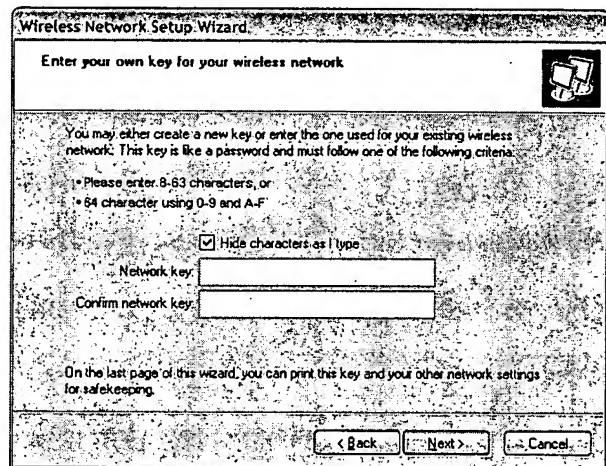 Wireless Network Setup Wizard
Enter your own key for your wireless network
You may either create a new key or enter the one used for your existing wireless
network. This key is like a password and must follow one of the following criteria:
• Please enter 8-63 characters, or
• 64 character using 0-9 and A-F
Hide characters as I type
Network key:
Confirm network key:
On the last page of this wizard, you can print this key and your other network settings
for safekeeping.
< Back Next > Cancel